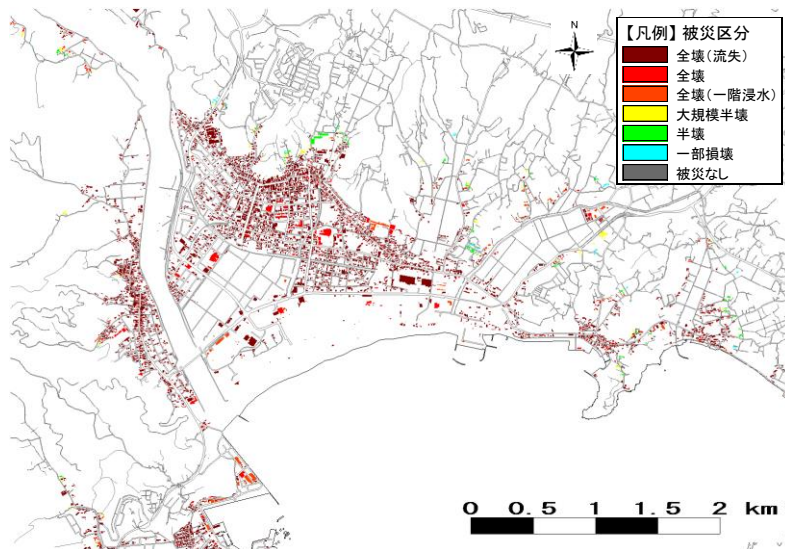 N
【凡例】被災区分
全壊(流失)
全壊
全壊(一階浸水)
大規模半壊
半壊
一部損壊
被災なし
0 0.5 1 1.5 2 km